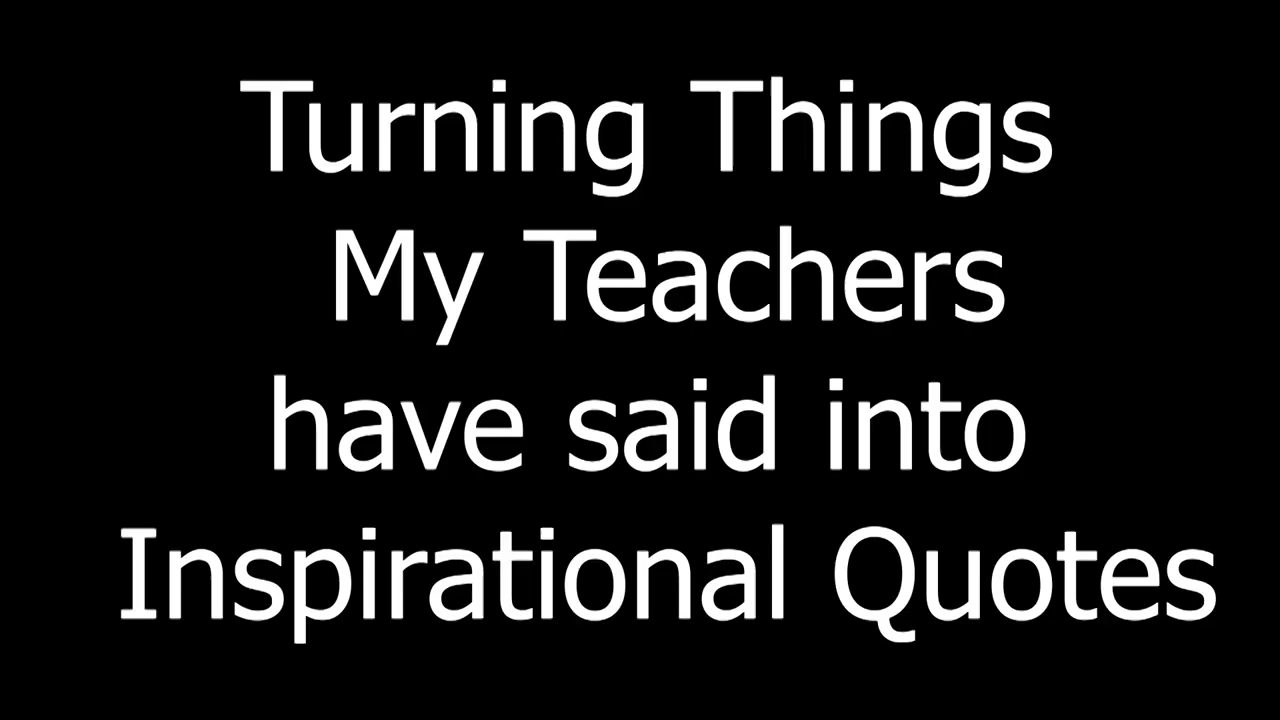 Turning Things
My Teachers
have said into
Inspirational Quotes